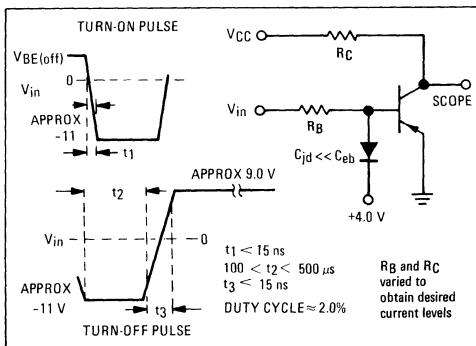 TURN-ON PULSE
VBE(off)
0
Vin
APPROX
-11
t1
VCC
RC
SCOPE
Vin
RB
Cjd << Ceb
+4.0 V
t2
APPROX 9.0 V
Vin
0
APPROX
-11 V
t3
TURN-OFF PULSE
t1 < 15 ns
100 < t2 < 500 μs
t3 < 15 ns
DUTY CYCLE ≈ 2.0%
RB and RC
varied to
obtain desired
current levels